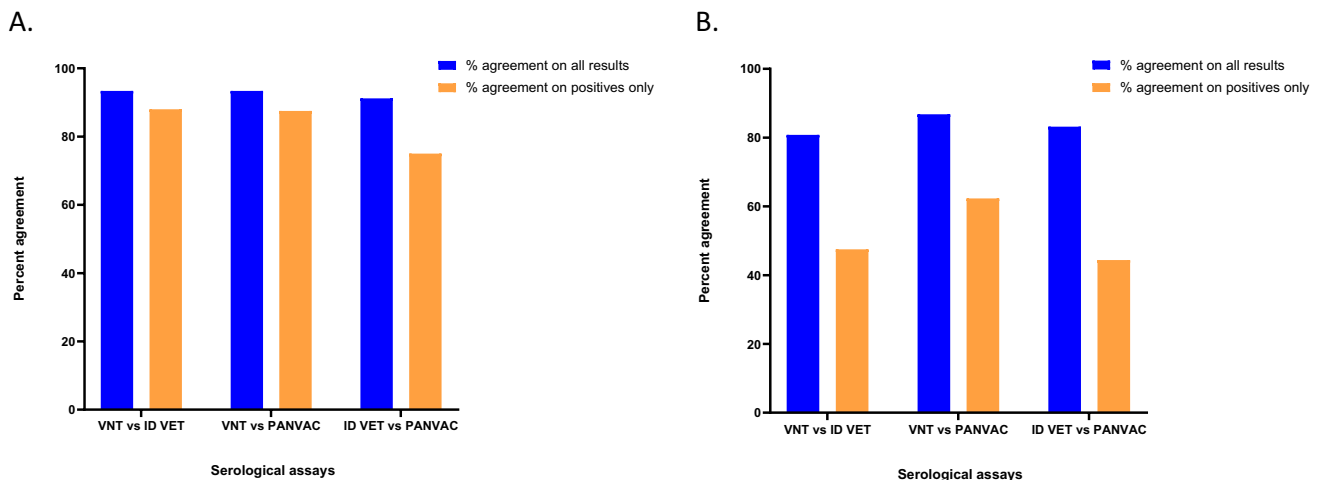 A.
% agreement on all results
% agreement on positives only
100
80
60
40
20
0
Percent agreement
VNT vs ID VET
VNT vs PANVAC
ID VET vs PANVAC
Serological assays
B.
% agreement on all results
% agreement on positives only
100
80
60
40
20
0
Percent agreement
VNT vs ID VET
VNT vs PANVAC
ID VET vs PANVAC
Serological assays